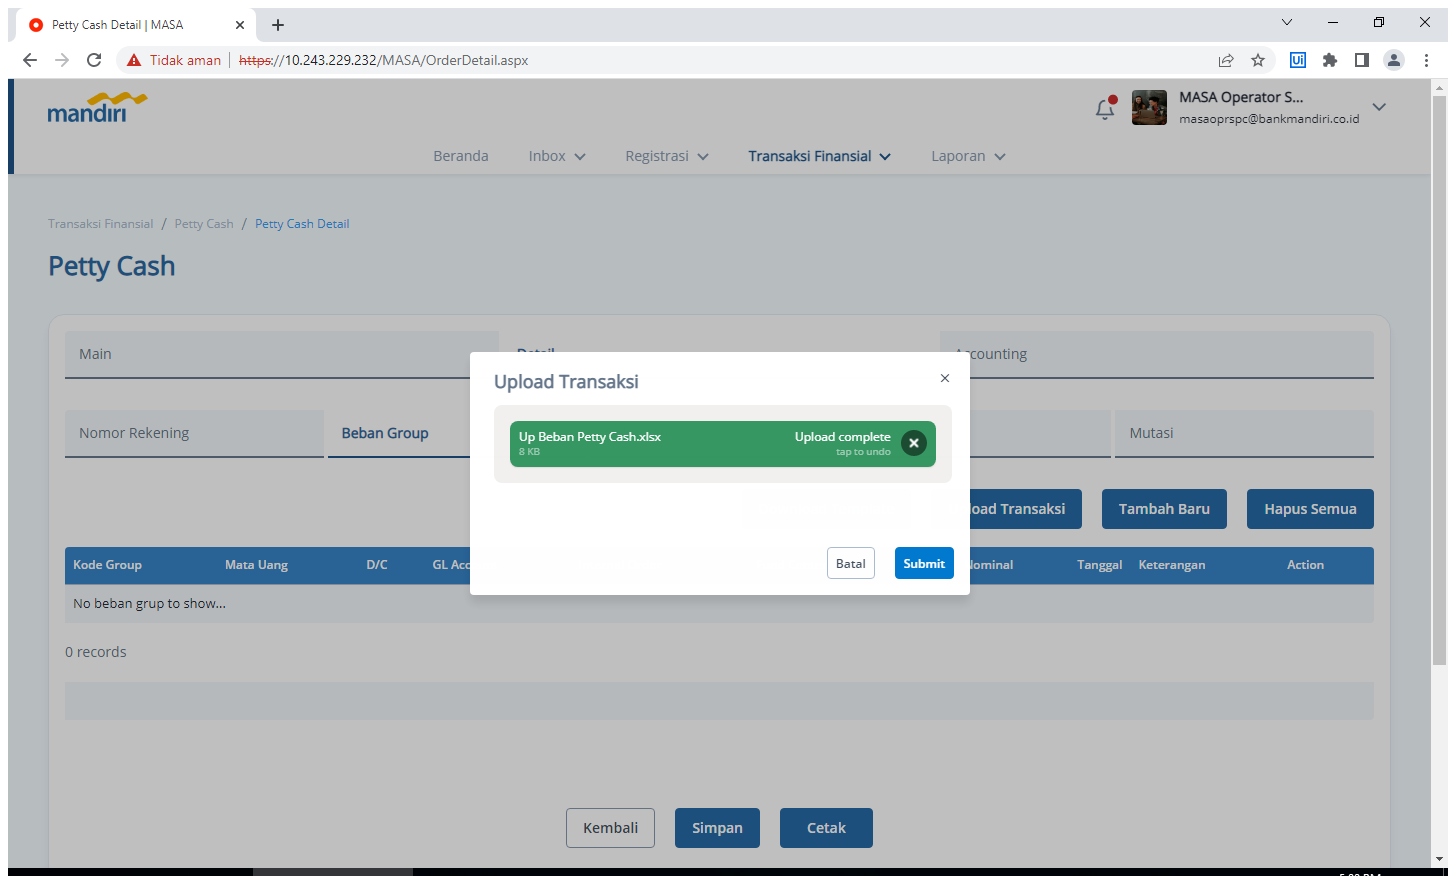 Petty Cash Detail | MASA
Tidak aman
https://10.243.229.232/MASA/OrderDetail.aspx
Ui
mandiri
MASA Operator S...
masaoprspc@bankmandiri.co.id
Beranda
Inbox
Registrasi
Transaksi Finansial
Laporan
Transaksi Finansial / Petty Cash / Petty Cash Detail
Petty Cash
Main
Detail
Accounting
Nomor Rekening
Beban Group
Mutasi
Upload Transaksi
Up Beban Petty Cash.xlsx
8 KB
Upload complete
tap to undo
Batal
Submit
Transaksi
Tambah Baru
Hapus Semua
Kode Group
Mata Uang
D/C
GL Acc
Nominal
Tanggal
Keterangan
Action
No beban grup to show...
0 records
Kembali
Simpan
Cetak